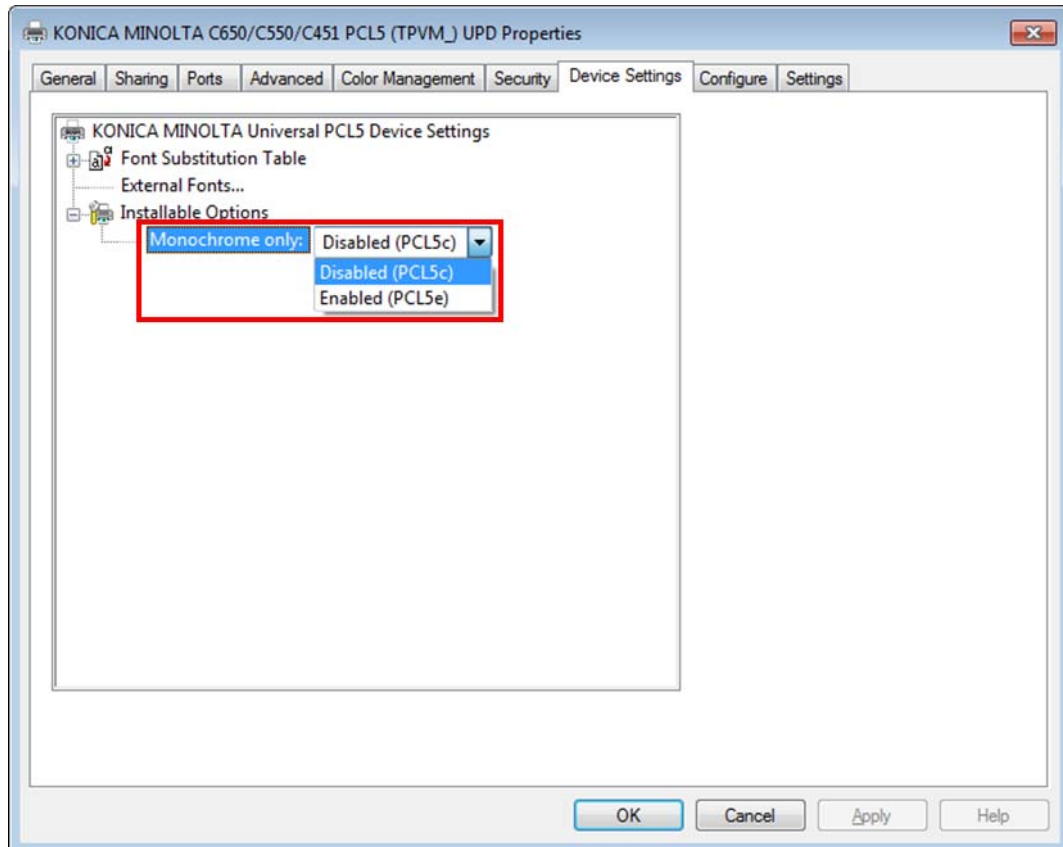 KONICA MINOLTA C650/C550/C451 PCL5 (TPVM_) UPD Properties
General Sharing Ports Advanced Color Management Security Device Settings Configure Settings
KONICA MINOLTA Universal PCL5 Device Settings
Font Substitution Table
External Fonts...
Installable Options
Monochrome only: Disabled (PCL5c)
Disabled (PCL5c)
Enabled (PCL5e)
OK Cancel Apply Help